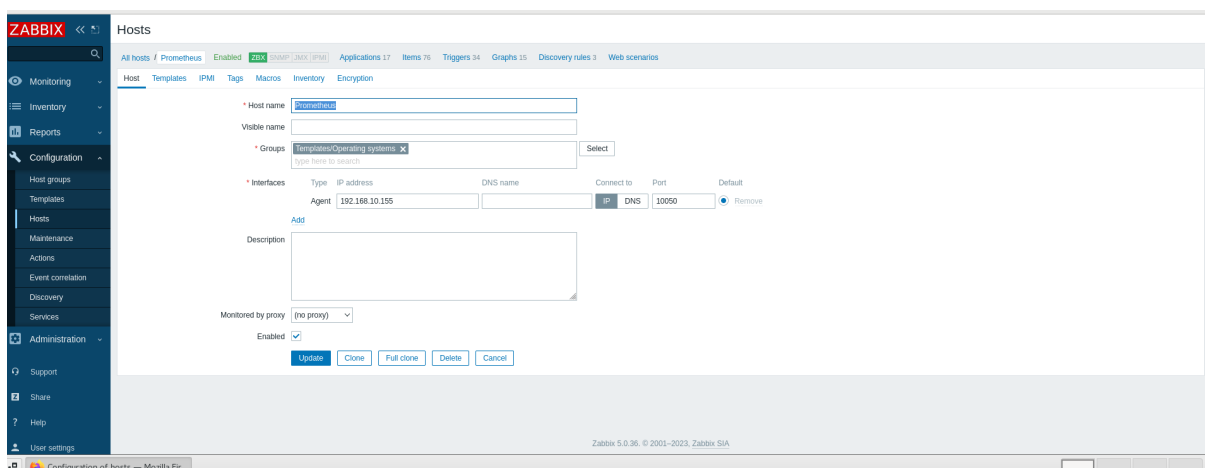 ZABBIX
Hosts
All hosts / Prometheus Enabled ZBX SNMP JMX IPMI Applications 17 Items 76 Triggers 34 Graphs 15 Discovery rules 3 Web scenarios
Host Templates IPMI Tags Macros Inventory Encryption
Monitoring
Inventory
Reports
Configuration
Host groups
Templates
Hosts
Maintenance
Actions
Event correlation
Discovery
Services
Administration
Support
Share
Help
User settings
* Host name Prometheus
Visible name
* Groups Templates/Operating systems Select
type here to search
* Interfaces Type IP address DNS name Connect to Port Default
Agent 192.168.10.155 IP DNS 10050 Remove
Add
Description
Monitored by proxy (no proxy)
Enabled
Update Clone Full clone Delete Cancel
Zabbix 5.0.36. © 2001–2023, Zabbix SIA
Configuration of hosts — Mozilla Fir